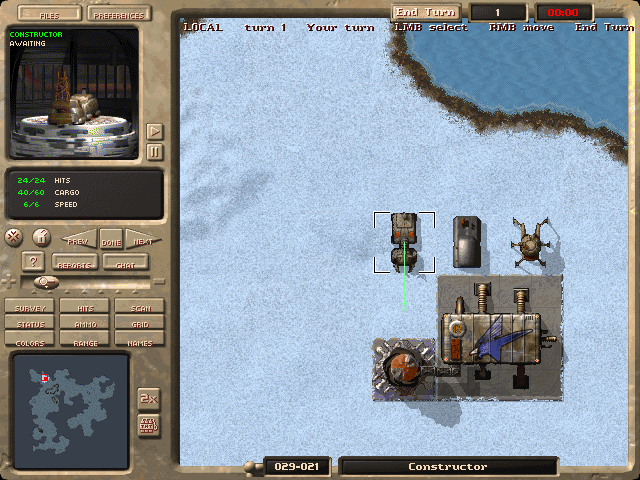 FILES
PREFERENCES
End Turn
1
00:00
LOCAL turn 1 Your turn LMB select RMB move End Turn
CONSTRUCTOR
AWAITING
24/24 HITS
40/60 CARGO
6/6 SPEED
PREV
DONE
NEXT
?
REPORTS
CHAT
SURVEY
HITS
SCAN
STATUS
AMMO
GRID
COLORS
RANGE
NAMES
2x
029-021
Constructor